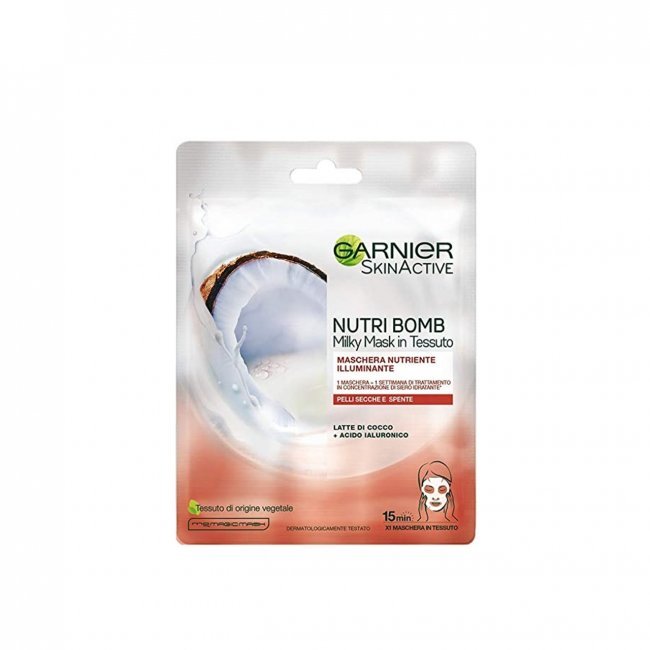 GARNIER
SKINACTIVE
NUTRI BOMB
Milky Mask in Tessuto
MASCHERA NUTRIENTE
ILLUMINANTE
1 MASCHERA = 1 SETTIMANA DI TRATTAMENTO
IN CONCENTRAZIONE DI SIERO IDRATANTE*
PELLI SECCHE E SPENTE
LATTE DI COCCO
+ ACIDO IALURONICO
Tessuto di origine vegetale
DERMATOLOGICAMENTE TESTATO
15min
X1 MASCHERA IN TESSUTO